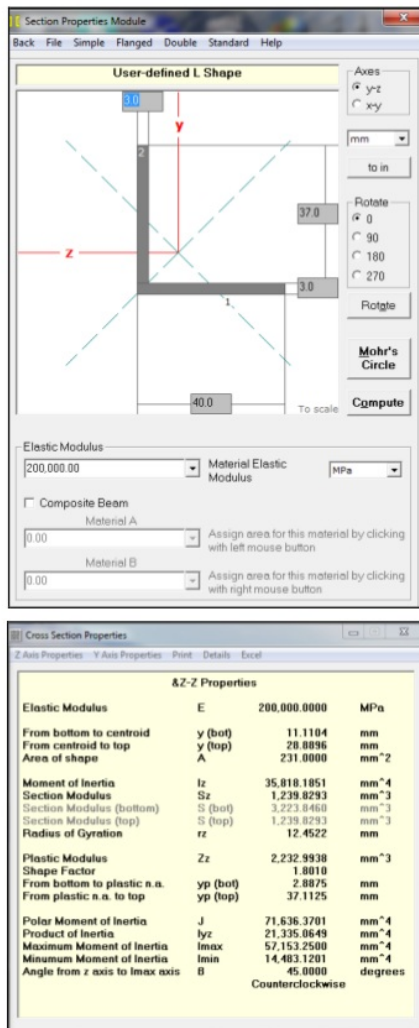 Section Properties Module
Back File Simple Flanged Double Standard Help
User-defined L Shape
Axes
y-z
x-y
mm
to in
Rotate
0
90
180
270
Rotate
Mohr's
Circle
Compute
3.0
y
2
37.0
z
3.0
1
40.0
To scale
Elastic Modulus
200,000.00
Material Elastic
Modulus
MPa
Composite Beam
Material A
0.00
Assign area for this material by clicking
with left mouse button
Material B
0.00
Assign area for this material by clicking
with right mouse button
Cross Section Properties
Z Axis Properties Y Axis Properties Print Details Excel
&Z-Z Properties
Elastic Modulus E 200,000.0000 MPa
From bottom to centroid y (bot) 11.1104 mm
From centroid to top y (top) 28.8896 mm
Area of shape A 231.0000 mm^2
Moment of Inertia Iz 35,818.1851 mm^4
Section Modulus Sz 1,239.8293 mm^3
Section Modulus (bottom) S (bot) 3,223.8460 mm^3
Section Modulus (top) S (top) 1,239.8293 mm^3
Radius of Gyration rz 12.4522 mm
Plastic Modulus Zz 2,232.9938 mm^3
Shape Factor 1.8010
From bottom to plastic n.a. yp (bot) 2.8875 mm
From plastic n.a. to top yp (top) 37.1125 mm
Polar Moment of Inertia J 71,636.3701 mm^4
Product of Inertia Iyz 21,335.0649 mm^4
Maximum Moment of Inertia Imax 57,153.2500 mm^4
Minumum Moment of Inertia Imin 14,483.1201 mm^4
Angle from z axis to Imax axis B 45.0000 degrees
Counterclockwise